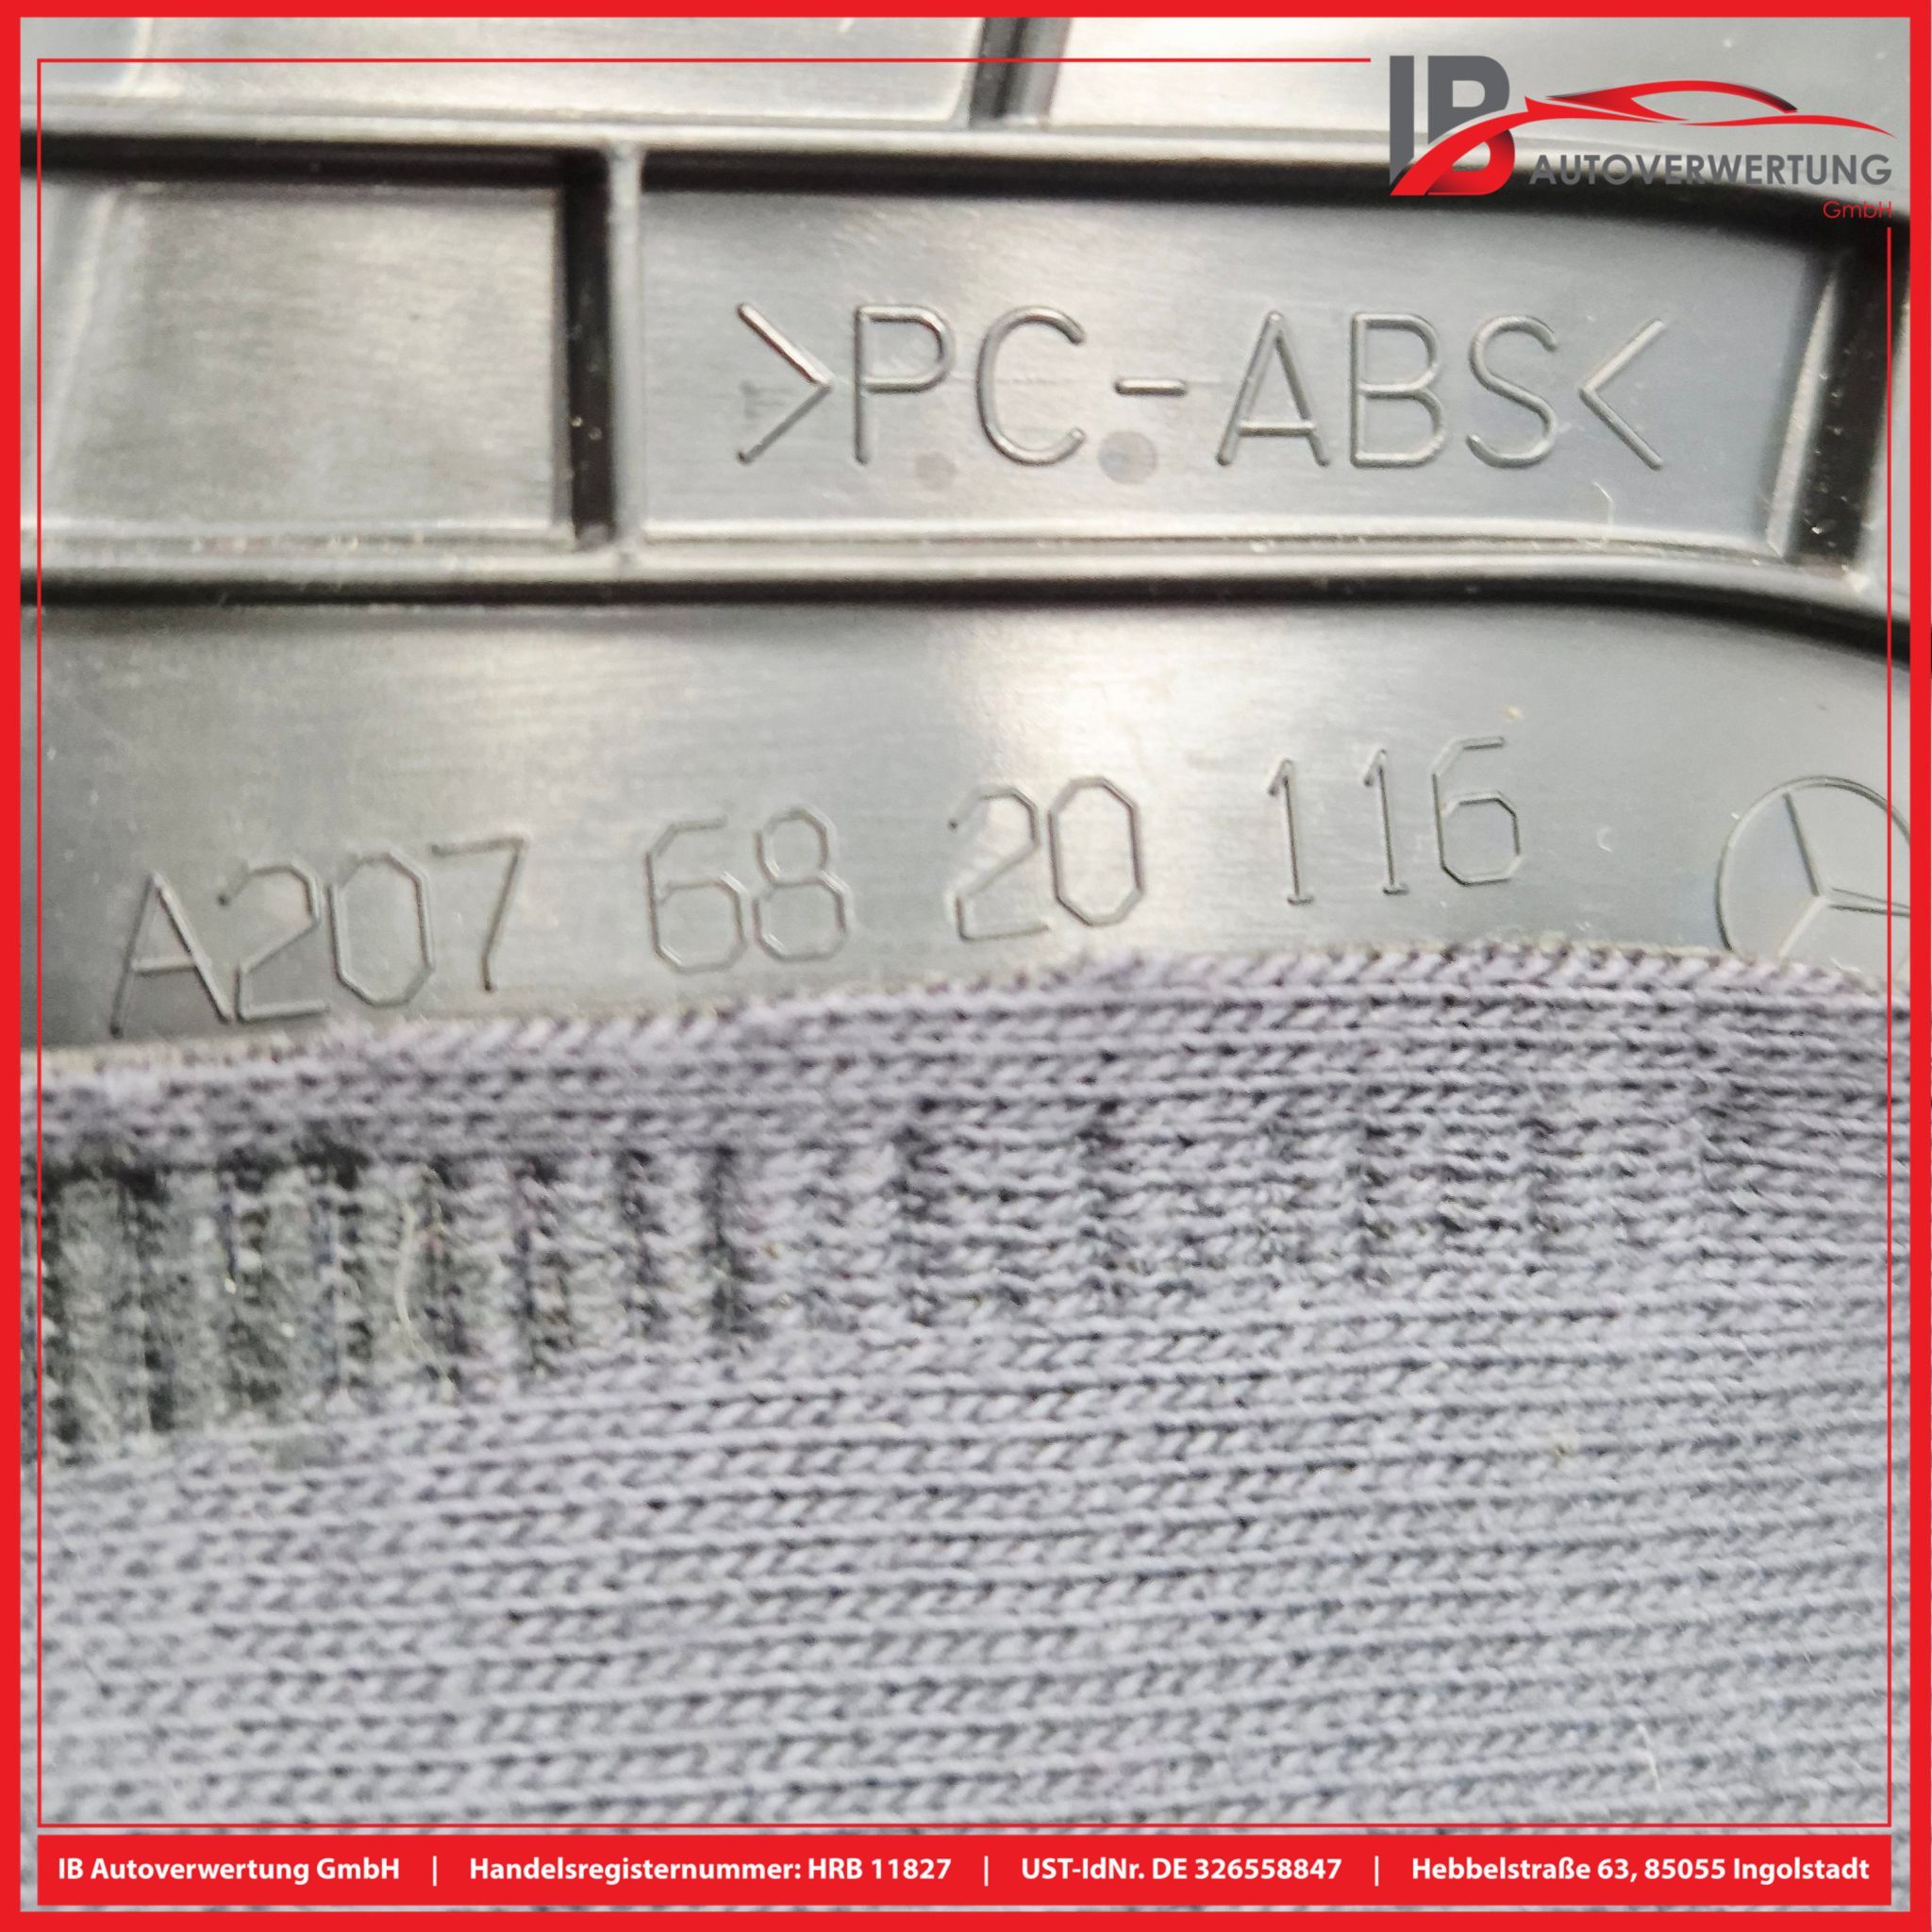 IB
AUTOVERWERTUNG
GmbH
>PC-ABS<
A207 68 20 116
IB Autoverwertung GmbH | Handelsregisternummer: HRB 11827 | UST-IdNr. DE 326558847 | Hebbelstraße 63, 85055 Ingolstadt